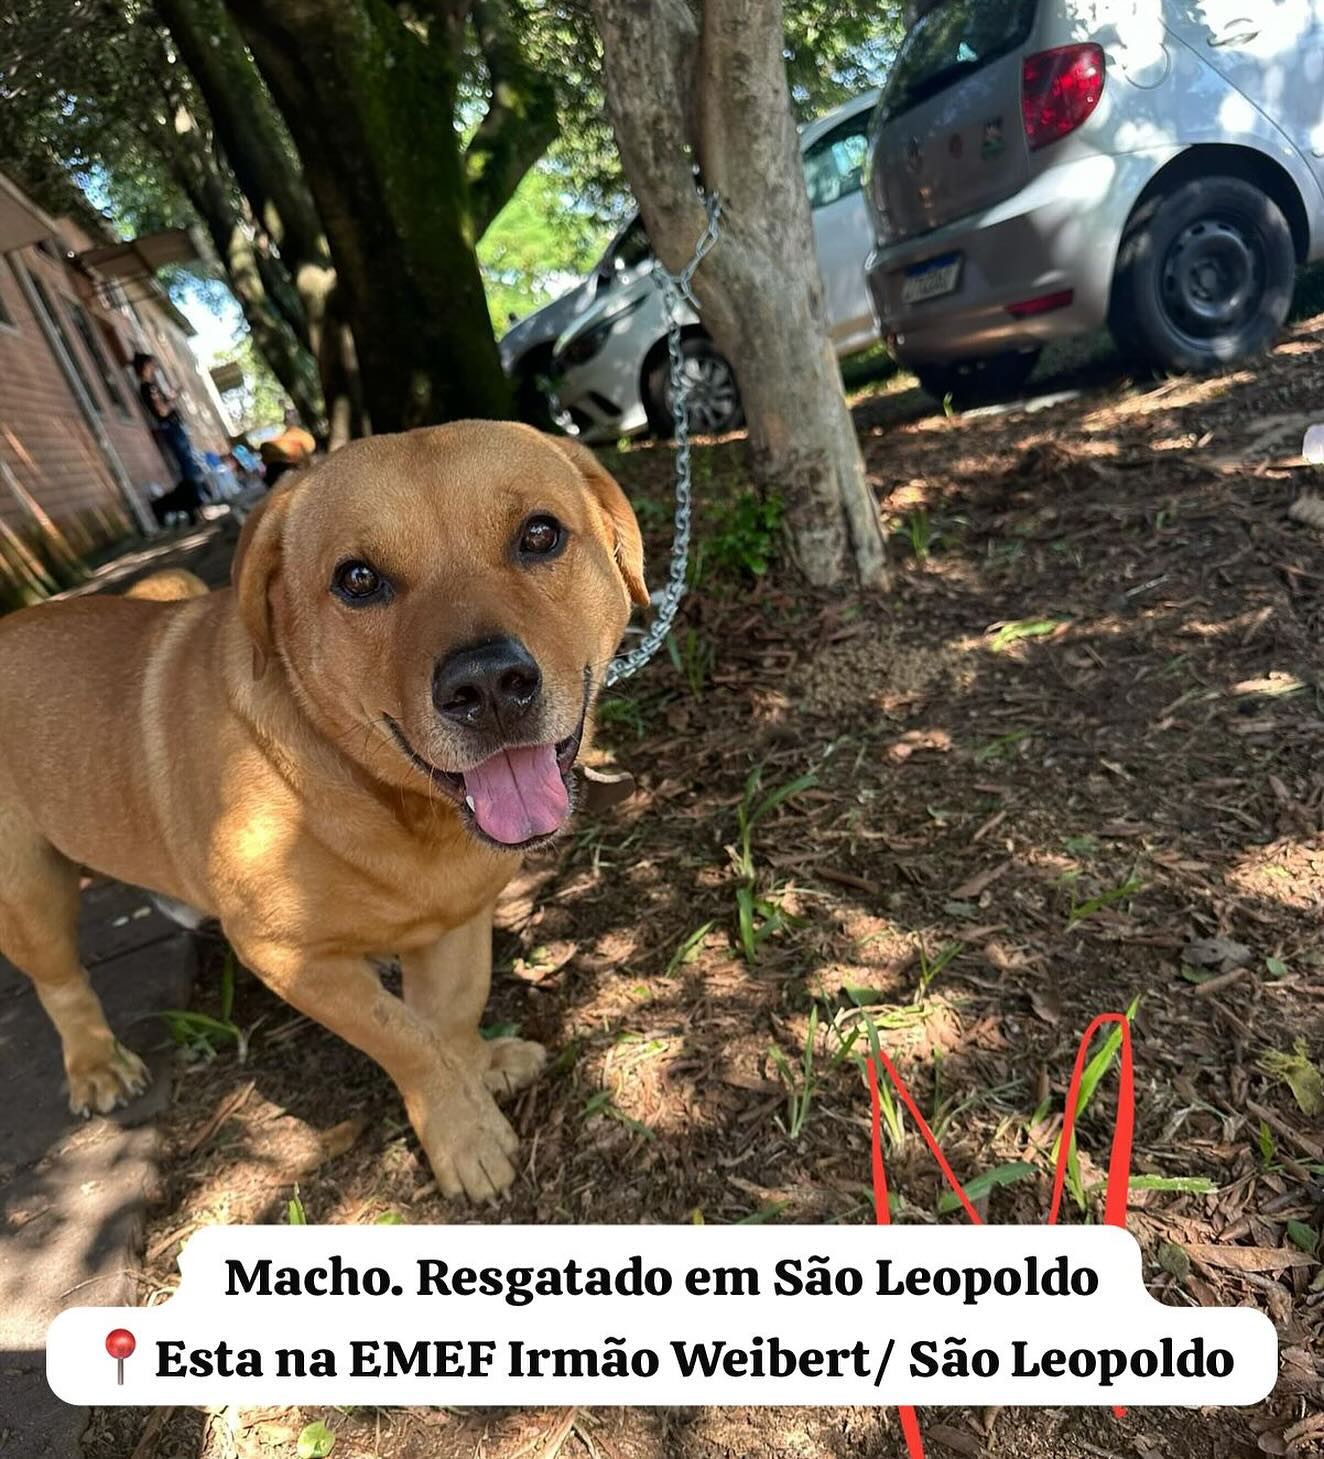 M
Macho. Resgatado em São Leopoldo
📍 Esta na EMEF Irmão Weibert/ São Leopoldo